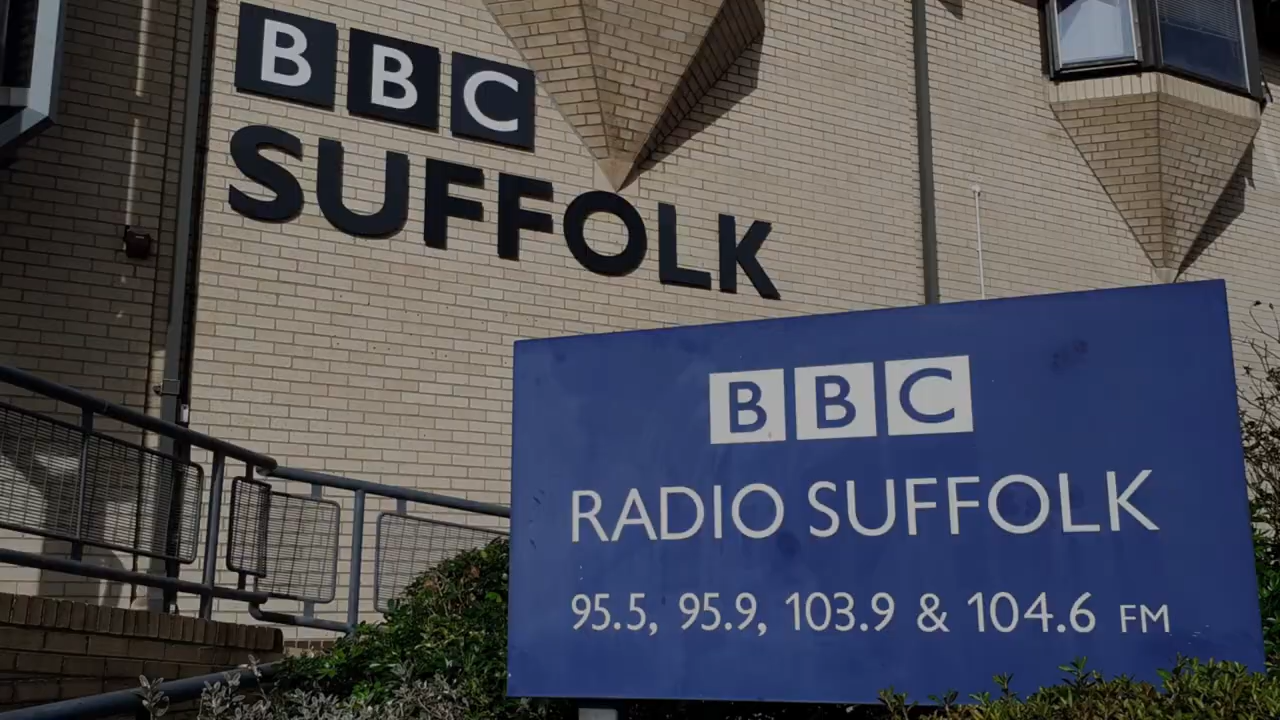 BBC
SUFFOLK
BBC
RADIO SUFFOLK
95.5, 95.9, 103.9 & 104.6 FM